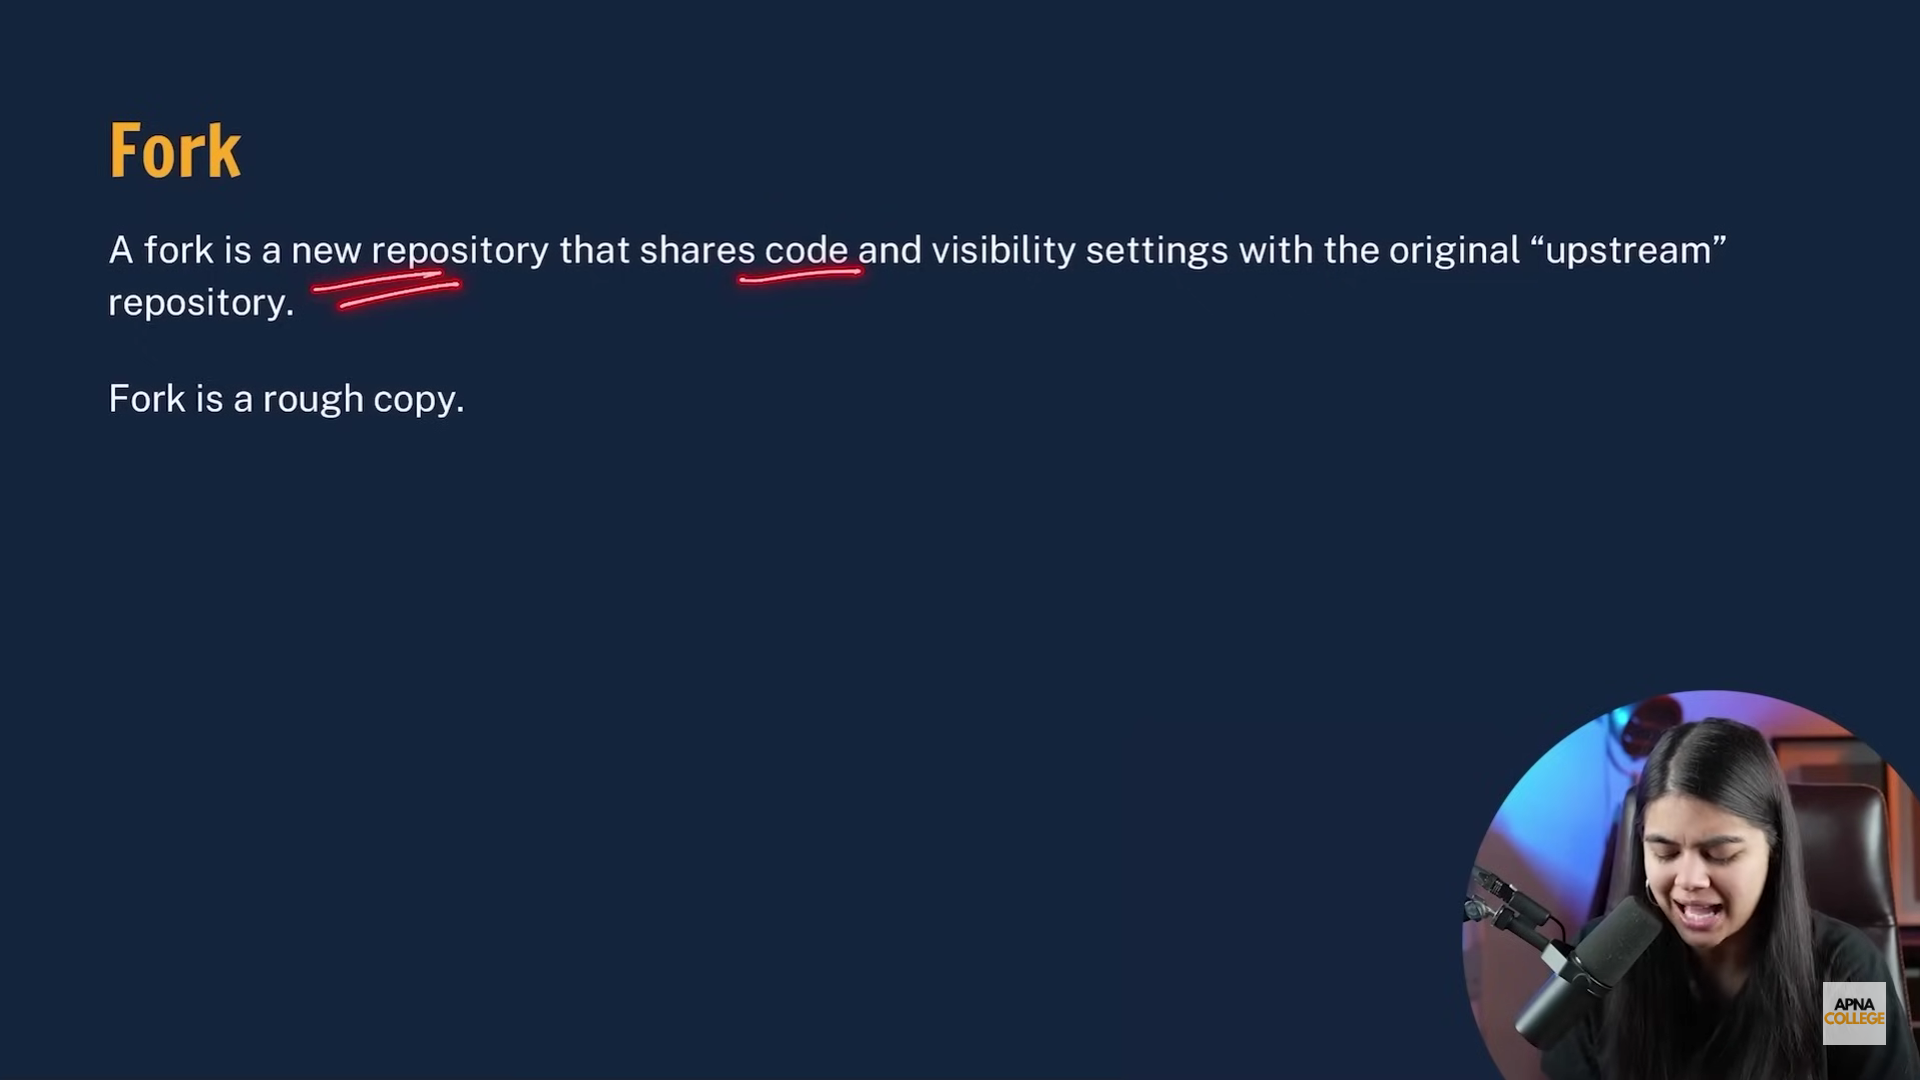 Fork
A fork is a new repository that shares code and visibility settings with the original “upstream”
repository.
Fork is a rough copy.
APNA
COLLEGE